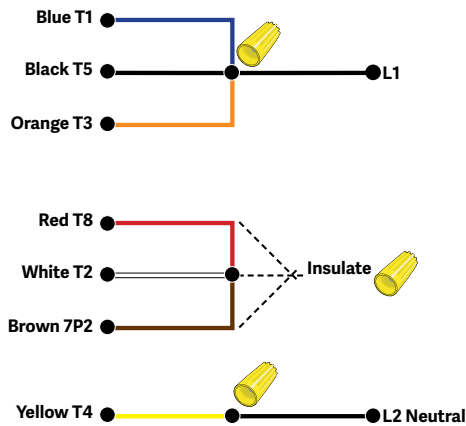 Blue T1
Black T5
L1
Orange T3
Red T8
White T2
Insulate
Brown 7P2
Yellow T4
L2 Neutral